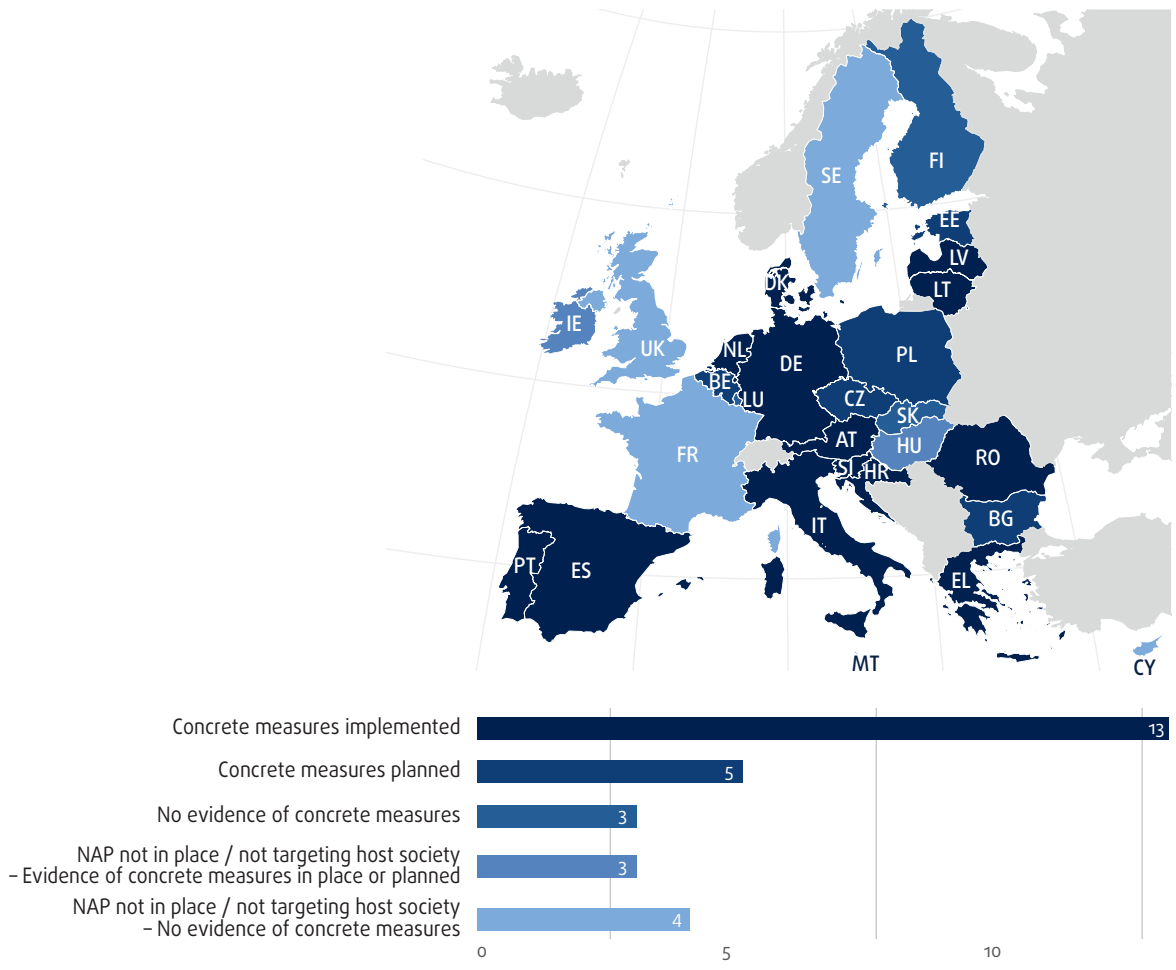 FI
SE
EE
LV
DK
LT
IE
UK
NL
DE
PL
BE
LU
CZ
SK
AT
HU
FR
SI
HR
RO
BG
IT
PT
ES
EL
MT
CY
Concrete measures implemented
13
Concrete measures planned
5
No evidence of concrete measures
3
NAP not in place / not targeting host society
– Evidence of concrete measures in place or planned
3
NAP not in place / not targeting host society
– No evidence of concrete measures
4
0
5
10